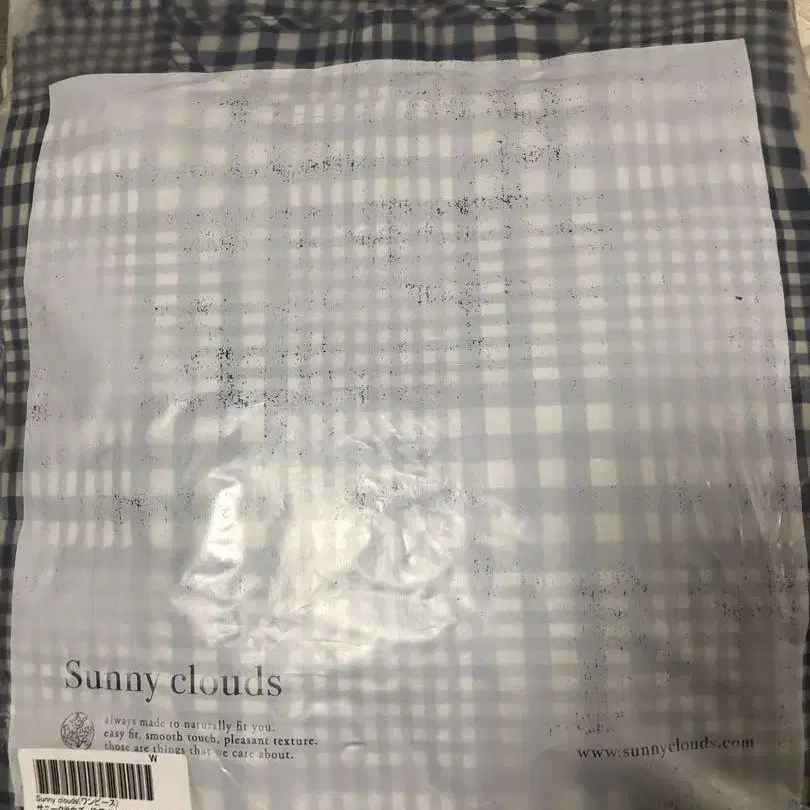 Sunny clouds
always made to naturally fit you.
easy fit, smooth touch, pleasant texture.
those are things that we care about.
www.sunnyclouds.com
W
Sunny clouds(ワンピース)